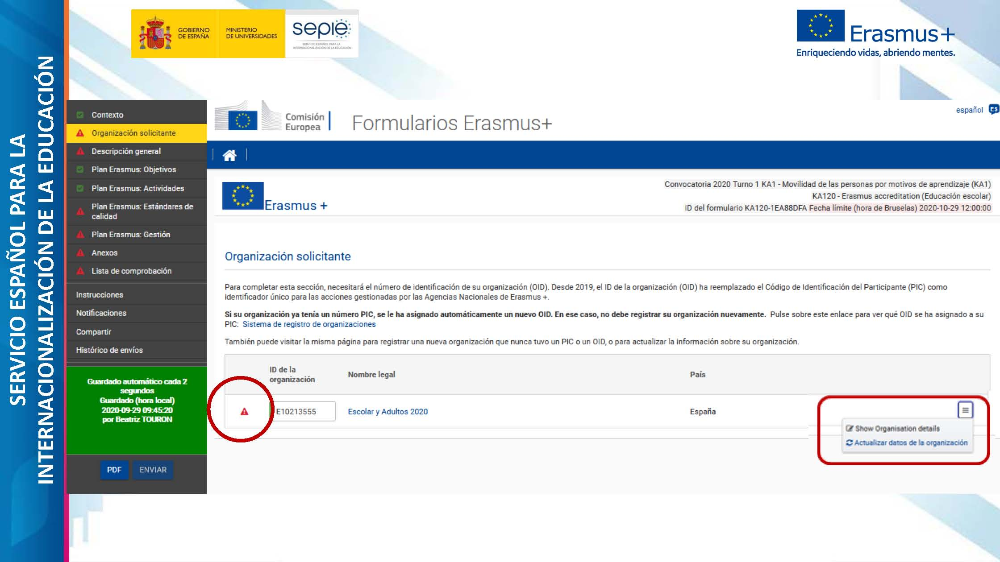 SERVICIO ESPAÑOL PARA LA
INTERNACIONALIZACIÓN DE LA EDUCACIÓN
GOBIERNO
DE ESPAÑA
MINISTERIO
DE UNIVERSIDADES
sepie
SERVICIO ESPAÑOL PARA LA
INTERNACIONALIZACIÓN DE LA EDUCACIÓN
Erasmus+
Enriqueciendo vidas, abriendo mentes.
Contexto
Organización solicitante
Descripción general
Plan Erasmus: Objetivos
Plan Erasmus: Actividades
Plan Erasmus: Estándares de
calidad
Plan Erasmus: Gestión
Anexos
Lista de comprobación
Instrucciones
Notificaciones
Compartir
Histórico de envíos
Guardado automático cada 2
segundos
Guardado (hora local)
2020-09-29 09:45:20
por Beatriz TOURON
PDF ENVIAR
Comisión
Europea
Formularios Erasmus+
español ES
Erasmus +
Convocatoria 2020 Turno 1 KA1 - Movilidad de las personas por motivos de aprendizaje (KA1)
KA120 - Erasmus accreditation (Educación escolar)
ID del formulario KA120-1EA88DFA Fecha límite (hora de Bruselas) 2020-10-29 12:00:00
Organización solicitante
Para completar esta sección, necesitará el número de identificación de su organización (OID). Desde 2019, el ID de la organización (OID) ha reemplazado el Código de Identificación del Participante (PIC) como
identificador único para las acciones gestionadas por las Agencias Nacionales de Erasmus +.
Si su organización ya tenía un número PIC, se le ha asignado automáticamente un nuevo OID. En ese caso, no debe registrar su organización nuevamente. Pulse sobre este enlace para ver qué OID se ha asignado a su
PIC: Sistema de registro de organizaciones
También puede visitar la misma página para registrar una nueva organización que nunca tuvo un PIC o un OID, o para actualizar la información sobre su organización.
ID de la
organización
Nombre legal
País
E10213555
Escolar y Adultos 2020
España
Show Organisation details
Actualizar datos de la organización